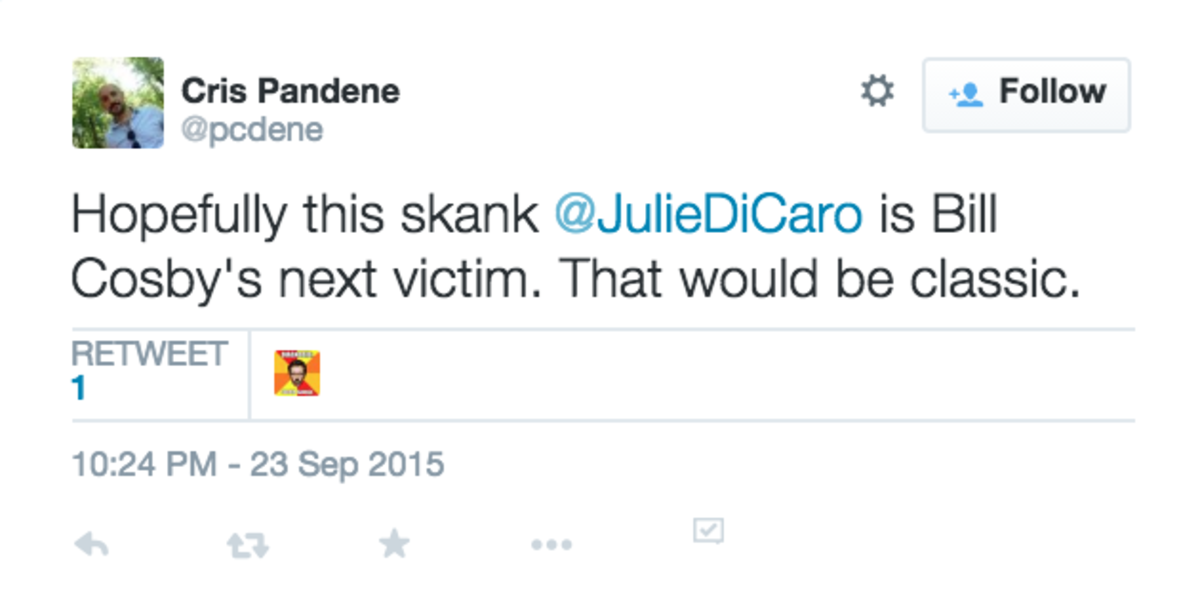 Cris Pandene
@pcdene
Follow
Hopefully this skank @JulieDiCaro is Bill
Cosby's next victim. That would be classic.
RETWEET
1
10:24 PM - 23 Sep 2015